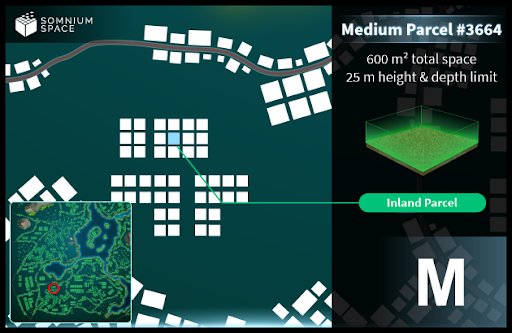 SOMNIUM
SPACE
Medium Parcel #3664
600 m² total space
25 m height & depth limit
Inland Parcel
M